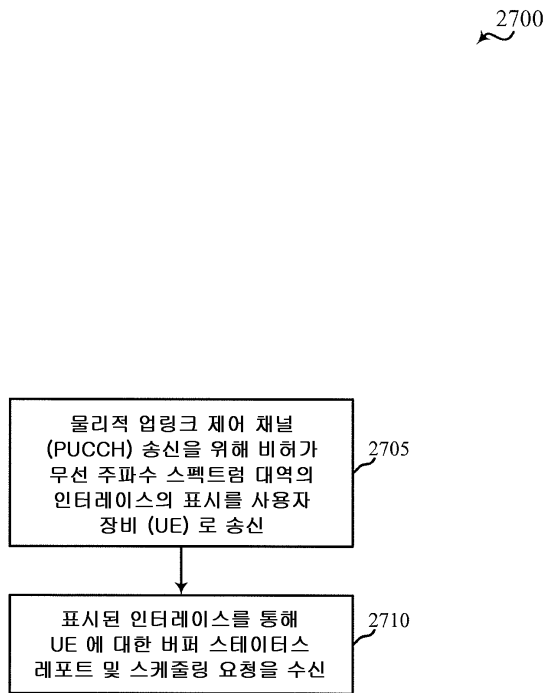 2700
물리적 업링크 제어 채널
(PUCCH) 송신을 위해 비허가
무선 주파수 스펙트럼 대역의
인터레이스의 표시를 사용자
장비 (UE) 로 송신
2705
표시된 인터레이스를 통해
UE 에 대한 버퍼 스테이터스
레포트 및 스케줄링 요청을 수신
2710